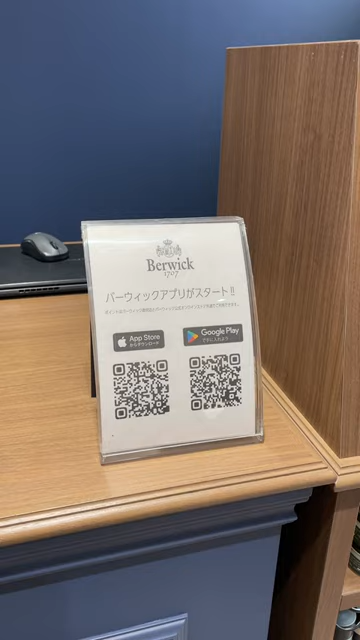 Berwick
1707
バーウィックアプリがスタート!!
App Store
からダウンロード
Google Play
で手に入れよう